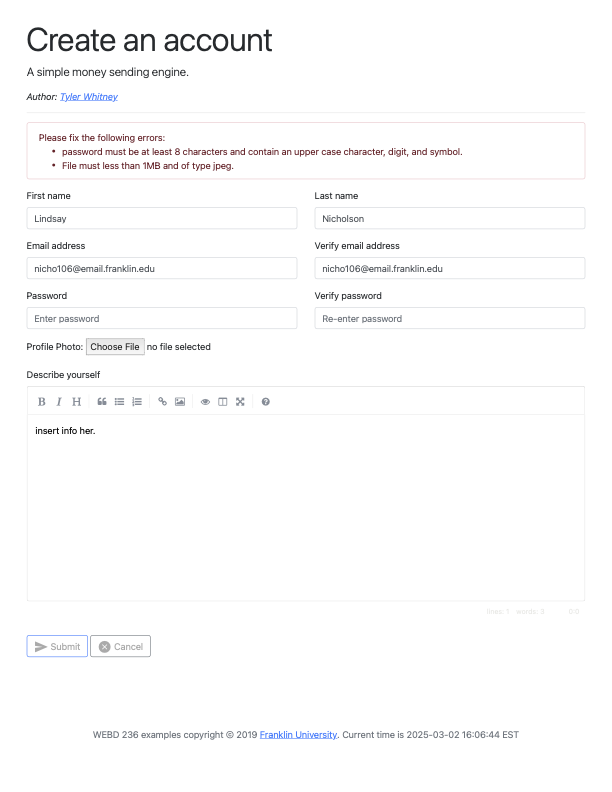 Create an account
A simple money sending engine.
Author: Tyler Whitney
Please fix the following errors:
• password must be at least 8 characters and contain an upper case character, digit, and symbol.
• File must less than 1MB and of type jpeg.
First name Last name
Lindsay Nicholson
Email address Verify email address
nicho106@email.franklin.edu nicho106@email.franklin.edu
Password Verify password
Enter password Re-enter password
Profile Photo: Choose File no file selected
Describe yourself
B I H
insert info her.
lines: 1 words: 3 0:0
Submit Cancel
WEBD 236 examples copyright © 2019 Franklin University. Current time is 2025-03-02 16:06:44 EST